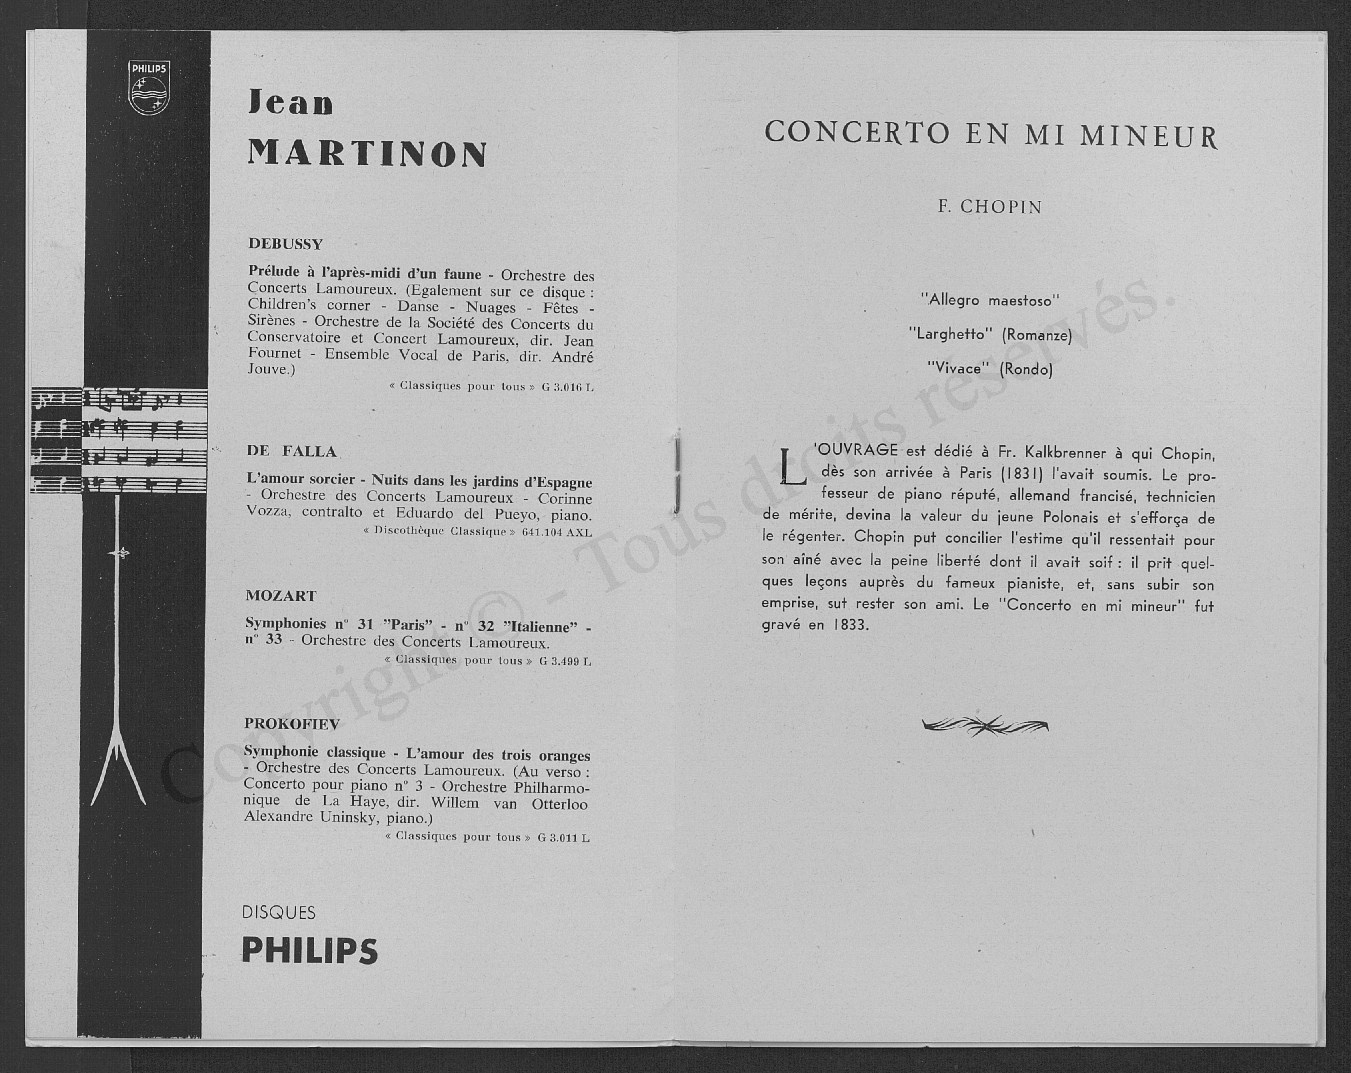 PHILIPS
Jean
MARTINON
DEBUSSY
Prélude à l'après-midi d'un faune - Orchestre des
Concerts Lamoureux. (Egalement sur ce disque :
Children's corner - Danse - Nuages - Fêtes -
Sirènes - Orchestre de la Société des Concerts du
Conservatoire et Concert Lamoureux, dir. Jean
Fournet - Ensemble Vocal de Paris, dir. André
Jouve.)
« Classiques pour tous » G 3.016 L
DE FALLA
L'amour sorcier - Nuits dans les jardins d'Espagne
- Orchestre des Concerts Lamoureux - Corinne
Vozza, contralto et Eduardo del Pueyo, piano.
« Discothèque Classique » 641.104 AXL
MOZART
Symphonies n° 31 "Paris" - n° 32 "Italienne" -
n° 33 - Orchestre des Concerts Lamoureux.
« Classiques pour tous » G 3.499 L
PROKOFIEV
Symphonie classique - L'amour des trois oranges
- Orchestre des Concerts Lamoureux. (Au verso :
Concerto pour piano n° 3 - Orchestre Philharmo-
nique de La Haye, dir. Willem van Otterloo
Alexandre Uninsky, piano.)
« Classiques pour tous » G 3.011 L
DISQUES
PHILIPS
CONCERTO EN MI MINEUR
F. CHOPIN
"Allegro maestoso"
"Larghetto" (Romanze)
"Vivace" (Rondo)
L'OUVRAGE est dédié à Fr. Kalkbrenner à qui Chopin,
dès son arrivée à Paris (1831) l'avait soumis. Le pro-
fesseur de piano réputé, allemand francisé, technicien
de mérite, devina la valeur du jeune Polonais et s'efforça de
le régenter. Chopin put concilier l'estime qu'il ressentait pour
son aîné avec la peine liberté dont il avait soif : il prit quel-
ques leçons auprès du fameux pianiste, et, sans subir son
emprise, sut rester son ami. Le "Concerto en mi mineur" fut
gravé en 1833.
Copyright © - Tous droits réservés.